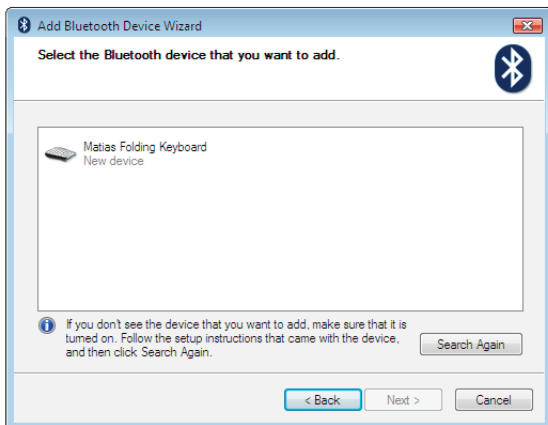 Add Bluetooth Device Wizard
Select the Bluetooth device that you want to add.
Matias Folding Keyboard
New device
If you don't see the device that you want to add, make sure that it is
turned on. Follow the setup instructions that came with the device,
and then click Search Again.
Search Again
< Back
Next >
Cancel